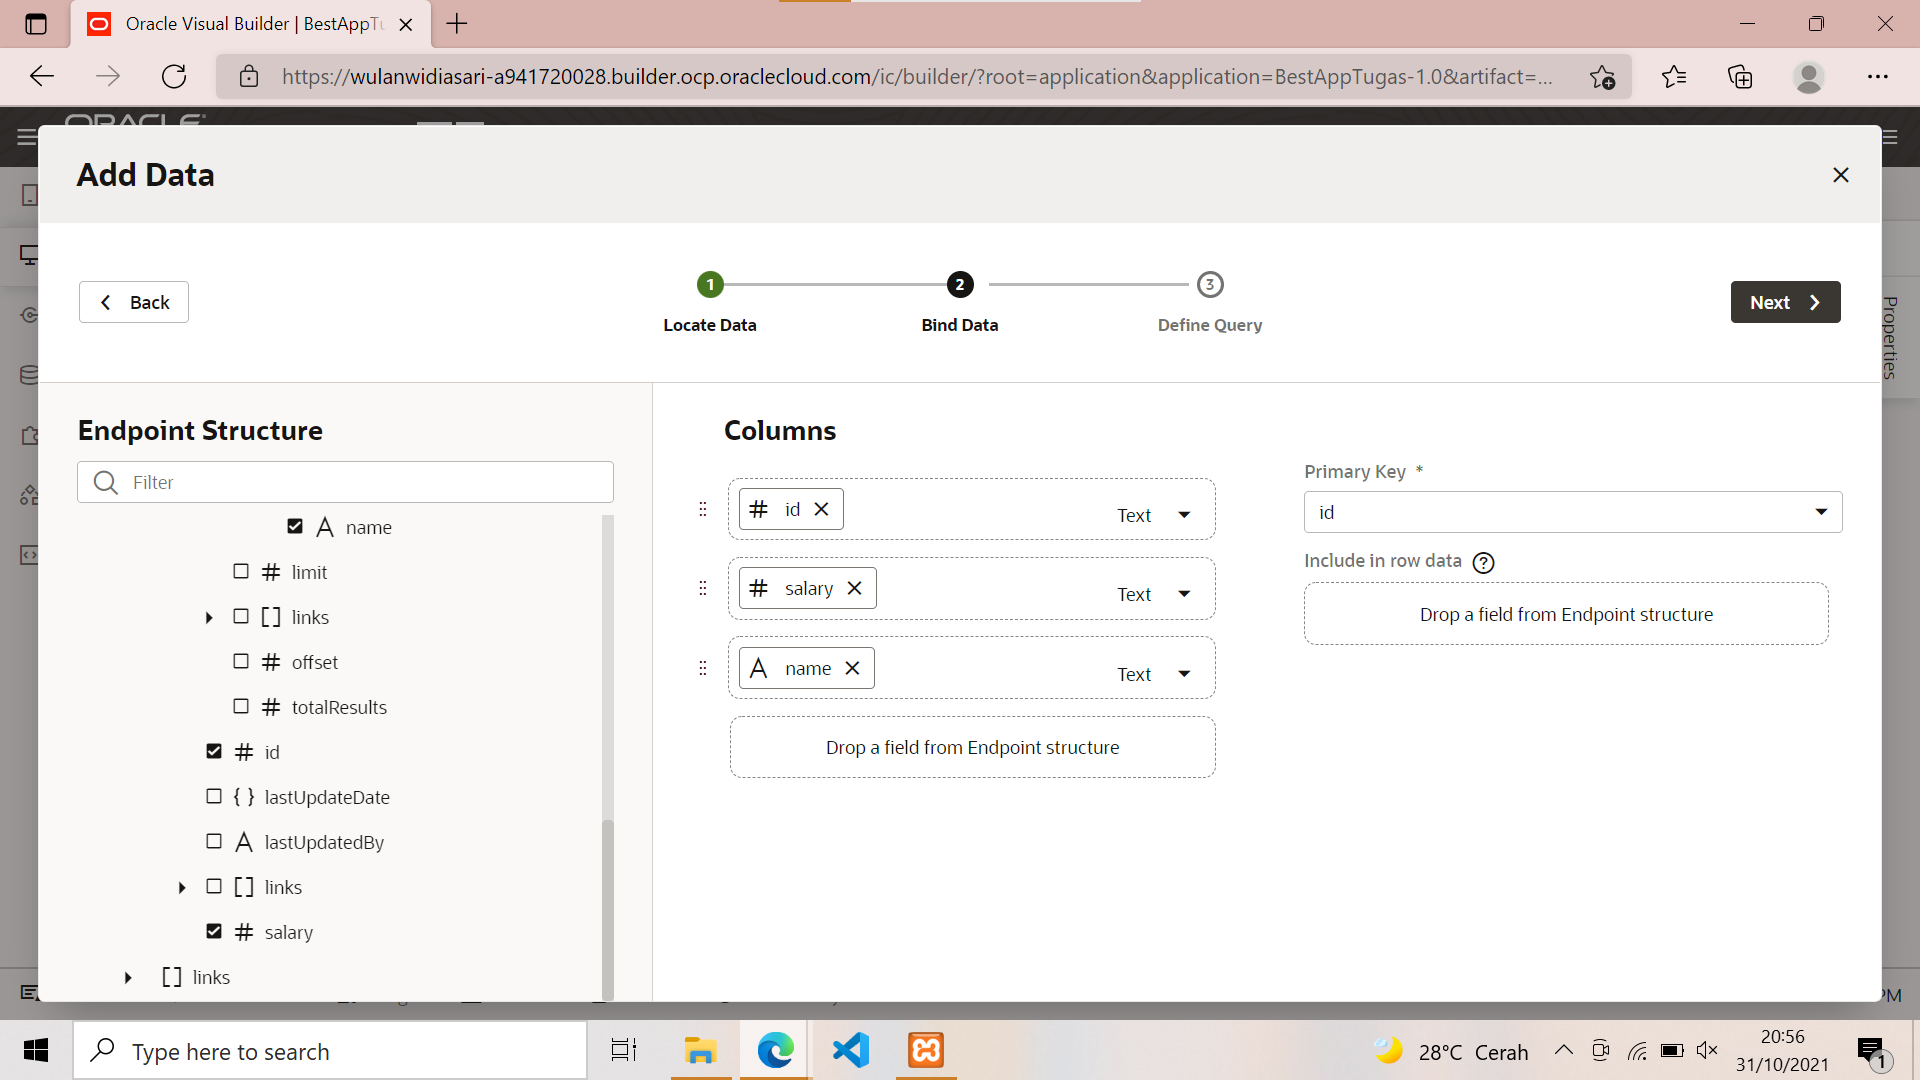 Oracle Visual Builder | BestAppTu
https://wulanwidiasari-a941720028.builder.ocp.oraclecloud.com/ic/builder/?root=application&application=BestAppTugas-1.0&artifact=...
ORACLE
Add Data
Back
1
2
3
Locate Data
Bind Data
Define Query
Next
Properties
Endpoint Structure
Filter
name
limit
links
offset
totalResults
id
lastUpdateDate
lastUpdatedBy
links
salary
links
Columns
id
Text
salary
Text
name
Text
Drop a field from Endpoint structure
Primary Key *
id
Include in row data ?
Drop a field from Endpoint structure
PM
Type here to search
28°C Cerah
20:56
31/10/2021
1